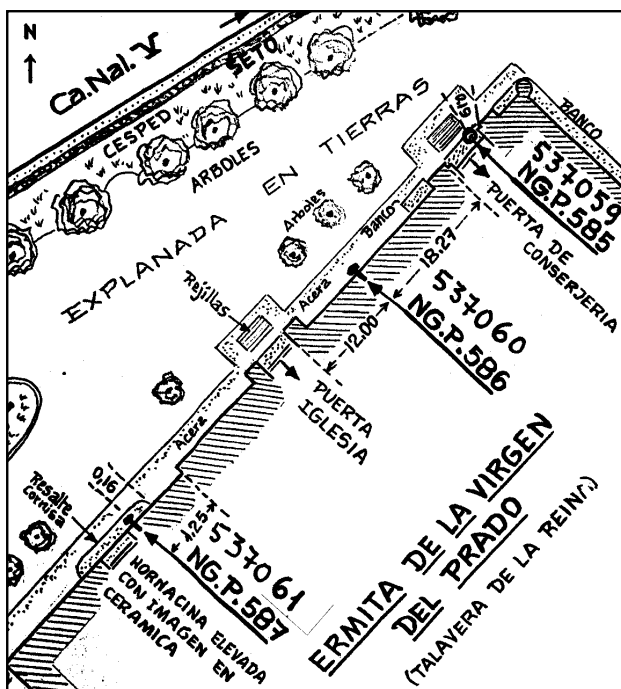 N
Ca.Nal. V
SETO
CESPED
ARBOLES
EXPLANADA EN TIERRAS
Arboles
BANCO
Banco
537059
NG.P.585
PUERTA DE
CONSERJERIA
18.27
537060
NG.P.586
12.00
Rejillas
Acera
PUERTA
IGLESIA
Acera
0,16
Resalte
Cornisa
4.25
537061
NG.P.587
HORNACINA ELEVADA
CON IMAGEN EN
CERAMICA
ERMITA DE LA VIRGEN
DEL PRADO
(TALAVERA DE LA REINA)